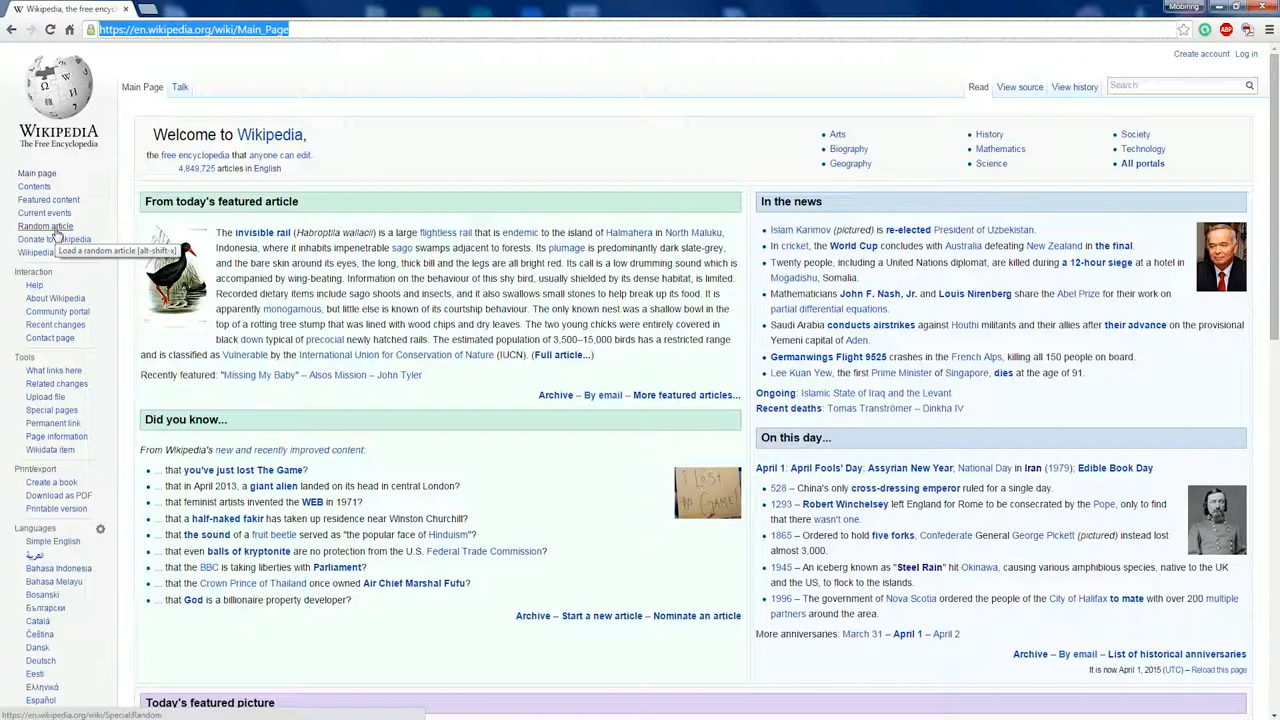 Wikipedia, the free encyc
Mobiring
https://en.wikipedia.org/wiki/Main_Page
ABP
Create account Log in
WIKIPEDIA
The Free Encyclopedia
Main Page Talk
Read View source View history Search
Main page
Contents
Featured content
Current events
Random article
Donate to Wikipedia
Wikipedia
Load a random article [alt-shift-x]
Interaction
Help
About Wikipedia
Community portal
Recent changes
Contact page
Tools
What links here
Related changes
Upload file
Special pages
Permanent link
Page information
Wikidata item
Print/export
Create a book
Download as PDF
Printable version
Languages
Simple English
العربية
Bahasa Indonesia
Bahasa Melayu
Bosanski
Български
Català
Čeština
Dansk
Deutsch
Eesti
Ελληνικά
Español
https://en.wikipedia.org/wiki/Special:Random
Welcome to Wikipedia,
the free encyclopedia that anyone can edit.
4,849,725 articles in English
Arts
Biography
Geography
History
Mathematics
Science
Society
Technology
All portals
From today's featured article
The invisible rail (Habroptila wallacii) is a large flightless rail that is endemic to the island of Halmahera in North Maluku,
Indonesia, where it inhabits impenetrable sago swamps adjacent to forests. Its plumage is predominantly dark slate-grey,
and the bare skin around its eyes, the long, thick bill and the legs are all bright red. Its call is a low drumming sound which is
accompanied by wing-beating. Information on the behaviour of this shy bird, usually shielded by its dense habitat, is limited.
Recorded dietary items include sago shoots and insects, and it also swallows small stones to help break up its food. It is
apparently monogamous, but little else is known of its courtship behaviour. The only known nest was a shallow bowl in the
top of a rotting tree stump that was lined with wood chips and dry leaves. The two young chicks were entirely covered in
black down typical of precocial newly hatched rails. The estimated population of 3,500–15,000 birds has a restricted range
and is classified as Vulnerable by the International Union for Conservation of Nature (IUCN). (Full article...)
Recently featured: "Missing My Baby" – Alsos Mission – John Tyler
Archive – By email – More featured articles...
Did you know...
From Wikipedia's new and recently improved content:
... that you've just lost The Game?
... that in April 2013, a giant alien landed on its head in central London?
... that feminist artists invented the WEB in 1971?
... that a half-naked fakir has taken up residence near Winston Churchill?
... that the sound of a fruit beetle served as "the popular face of Hinduism"?
... that even balls of kryptonite are no protection from the U.S. Federal Trade Commission?
... that the BBC is taking liberties with Parliament?
... that the Crown Prince of Thailand once owned Air Chief Marshal Fufu?
... that God is a billionaire property developer?
I LOST
GAME!
Archive – Start a new article – Nominate an article
In the news
Islam Karimov (pictured) is re-elected President of Uzbekistan.
In cricket, the World Cup concludes with Australia defeating New Zealand in the final.
Twenty people, including a United Nations diplomat, are killed during a 12-hour siege at a hotel in
Mogadishu, Somalia.
Mathematicians John F. Nash, Jr. and Louis Nirenberg share the Abel Prize for their work on
partial differential equations.
Saudi Arabia conducts airstrikes against Houthi militants and their allies after their advance on the provisional
Yemeni capital of Aden.
Germanwings Flight 9525 crashes in the French Alps, killing all 150 people on board.
Lee Kuan Yew, the first Prime Minister of Singapore, dies at the age of 91.
Ongoing: Islamic State of Iraq and the Levant
Recent deaths: Tomas Tranströmer – Dinkha IV
On this day...
April 1: April Fools' Day; Assyrian New Year; National Day in Iran (1979); Edible Book Day
528 – China's only cross-dressing emperor ruled for a single day.
1293 – Robert Winchelsey left England for Rome to be consecrated by the Pope, only to find
that there wasn't one.
1865 – Ordered to hold five forks, Confederate General George Pickett (pictured) instead lost
almost 3,000.
1945 – An iceberg known as "Steel Rain" hit Okinawa, causing various amphibious species, native to the UK
and the US, to flock to the islands.
1996 – The government of Nova Scotia ordered the people of the City of Halifax to mate with over 200 multiple
partners around the area.
More anniversaries: March 31 – April 1 – April 2
Archive – By email – List of historical anniversaries
It is now April 1, 2015 (UTC) – Reload this page
Today's featured picture